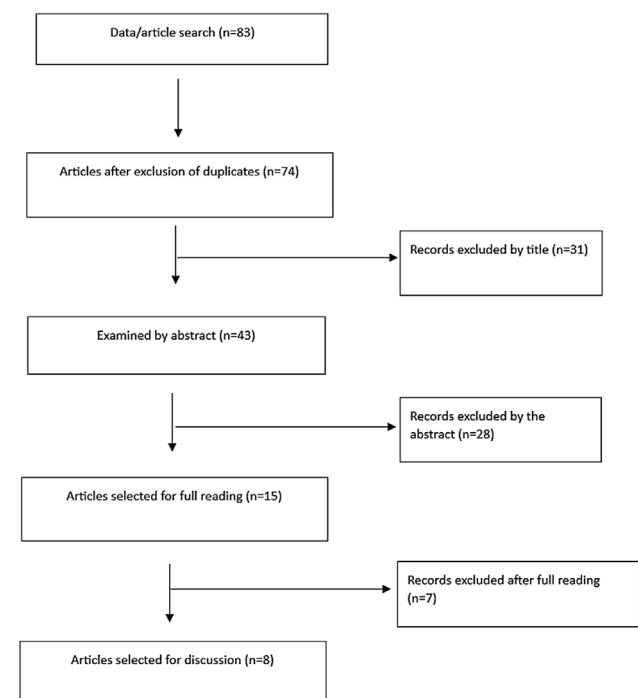 Data/article search (n=83)
Articles after exclusion of duplicates (n=74)
Records excluded by title (n=31)
Examined by abstract (n=43)
Records excluded by the
abstract (n=28)
Articles selected for full reading (n=15)
Records excluded after full reading
(n=7)
Articles selected for discussion (n=8)